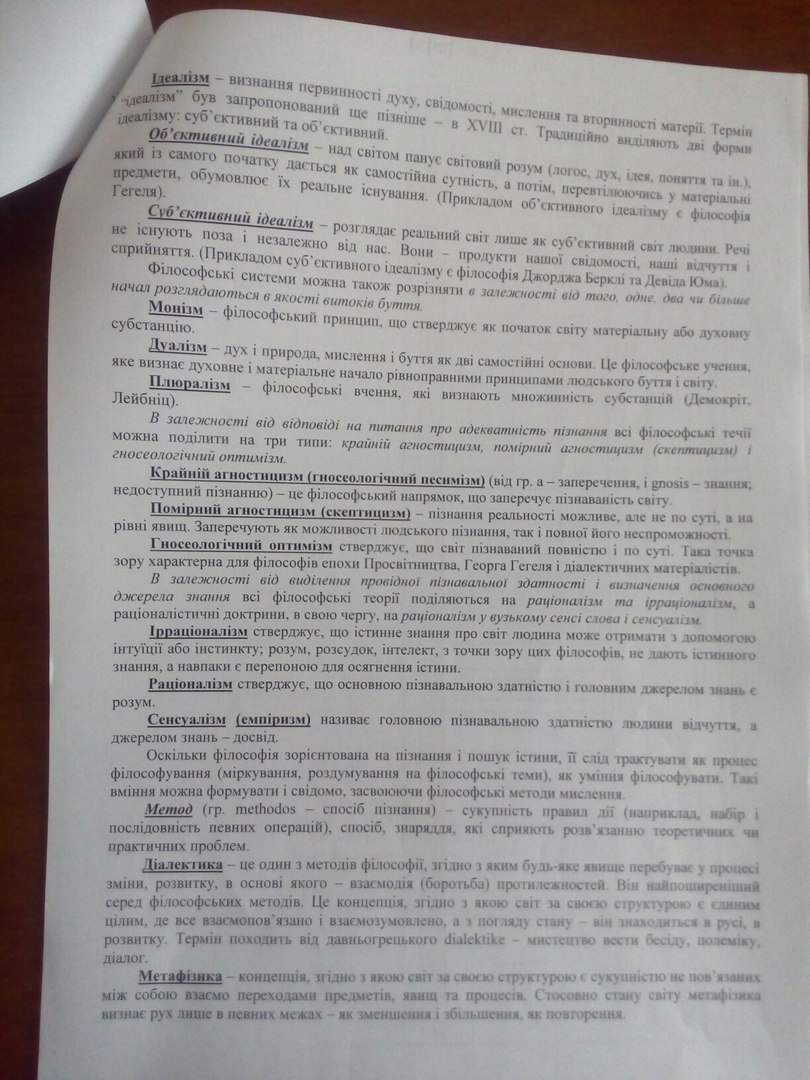 Ідеалізм – визнання первинності духу, свідомості, мислення та вторинності матерії. Термін
"ідеалізм" був запропонований ще пізніше – в XVIII ст. Традиційно виділяють дві форми
ідеалізму: суб'єктивний та об'єктивний.
Об'єктивний ідеалізм – над світом панує світовий розум (логос, дух, ідея, поняття та ін.),
який із самого початку дається як самостійна сутність, а потім, перевтілюючись у матеріальні
предмети, обумовлює їх реальне існування. (Прикладом об'єктивного ідеалізму є філософія
Гегеля).
Суб'єктивний ідеалізм – розглядає реальний світ лише як суб'єктивний світ людини. Речі
не існують поза і незалежно від нас. Вони – продукти нашої свідомості, наші відчуття і
сприйняття. (Прикладом суб'єктивного ідеалізму є філософія Джорджа Берклі та Девіда Юма).
Філософські системи можна також розрізняти в залежності від того, одне, два чи більше
начал розглядаються в якості витоків буття.
Монізм – філософський принцип, що стверджує як початок світу матеріальну або духовну
субстанцію.
Дуалізм – дух і природа, мислення і буття як дві самостійні основи. Це філософське учення,
яке визнає духовне і матеріальне начало рівноправними принципами людського буття і світу.
Плюралізм – філософські вчення, які визнають множинність субстанцій (Демокріт,
Лейбніц).
В залежності від відповіді на питання про адекватність пізнання всі філософські течії
можна поділити на три типи: крайній агностицизм, помірний агностицизм (скептицизм) і
гносеологічний оптимізм.
Крайній агностицизм (гносеологічний песимізм) (від гр. а – заперечення, і gnosis – знання;
недоступний пізнанню) – це філософський напрямок, що заперечує пізнаваність світу.
Помірний агностицизм (скептицизм) – пізнання реальності можливе, але не по суті, а на
рівні явищ. Заперечують як можливості людського пізнання, так і повної його неспроможності.
Гносеологічний оптимізм стверджує, що світ пізнаваний повністю і по суті. Така точка
зору характерна для філософів епохи Просвітництва, Георга Гегеля і діалектичних матеріалістів.
В залежності від виділення провідної пізнавальної здатності і визначення основного
джерела знання всі філософські теорії поділяються на раціоналізм та ірраціоналізм, а
раціоналістичні доктрини, в свою чергу, на раціоналізм у вузькому сенсі слова і сенсуалізм.
Ірраціоналізм стверджує, що істинне знання про світ людина може отримати з допомогою
інтуїції або інстинкту; розум, розсудок, інтелект, з точки зору цих філософів, не дають істинного
знання, а навпаки є перепоною для осягнення істини.
Раціоналізм стверджує, що основною пізнавальною здатністю і головним джерелом знань є
розум.
Сенсуалізм (емпіризм) називає головною пізнавальною здатністю людини відчуття, а
джерелом знань – досвід.
Оскільки філософія зорієнтована на пізнання і пошук істини, її слід трактувати як процес
філософування (міркування, роздумування на філософські теми), як уміння філософувати. Такі
вміння можна формувати і свідомо, засвоюючи філософські методи мислення.
Метод (гр. methodos – спосіб пізнання) – сукупність правил дії (наприклад, набір і
послідовність певних операцій), спосіб, знаряддя, які сприяють розв'язанню теоретичних чи
практичних проблем.
Діалектика – це один з методів філософії, згідно з яким будь-яке явище перебуває у процесі
зміни, розвитку, в основі якого – взаємодія (боротьба) протилежностей. Він найпоширеніший
серед філософських методів. Це концепція, згідно з якою світ за своєю структурою є єдиним
цілим, де все взаємопов'язано і взаємозумовлено, а з погляду стану – він знаходиться в русі, в
розвитку. Термін походить від давньогрецького dialektike – мистецтво вести бесіду, полеміку,
діалог.
Метафізика – концепція, згідно з якою світ за своєю структурою є сукупністю не пов'язаних
між собою взаємо переходами предметів, явищ та процесів. Стосовно стану світу метафізика
визнає рух лише в певних межах – як зменшення і збільшення, як повторення.